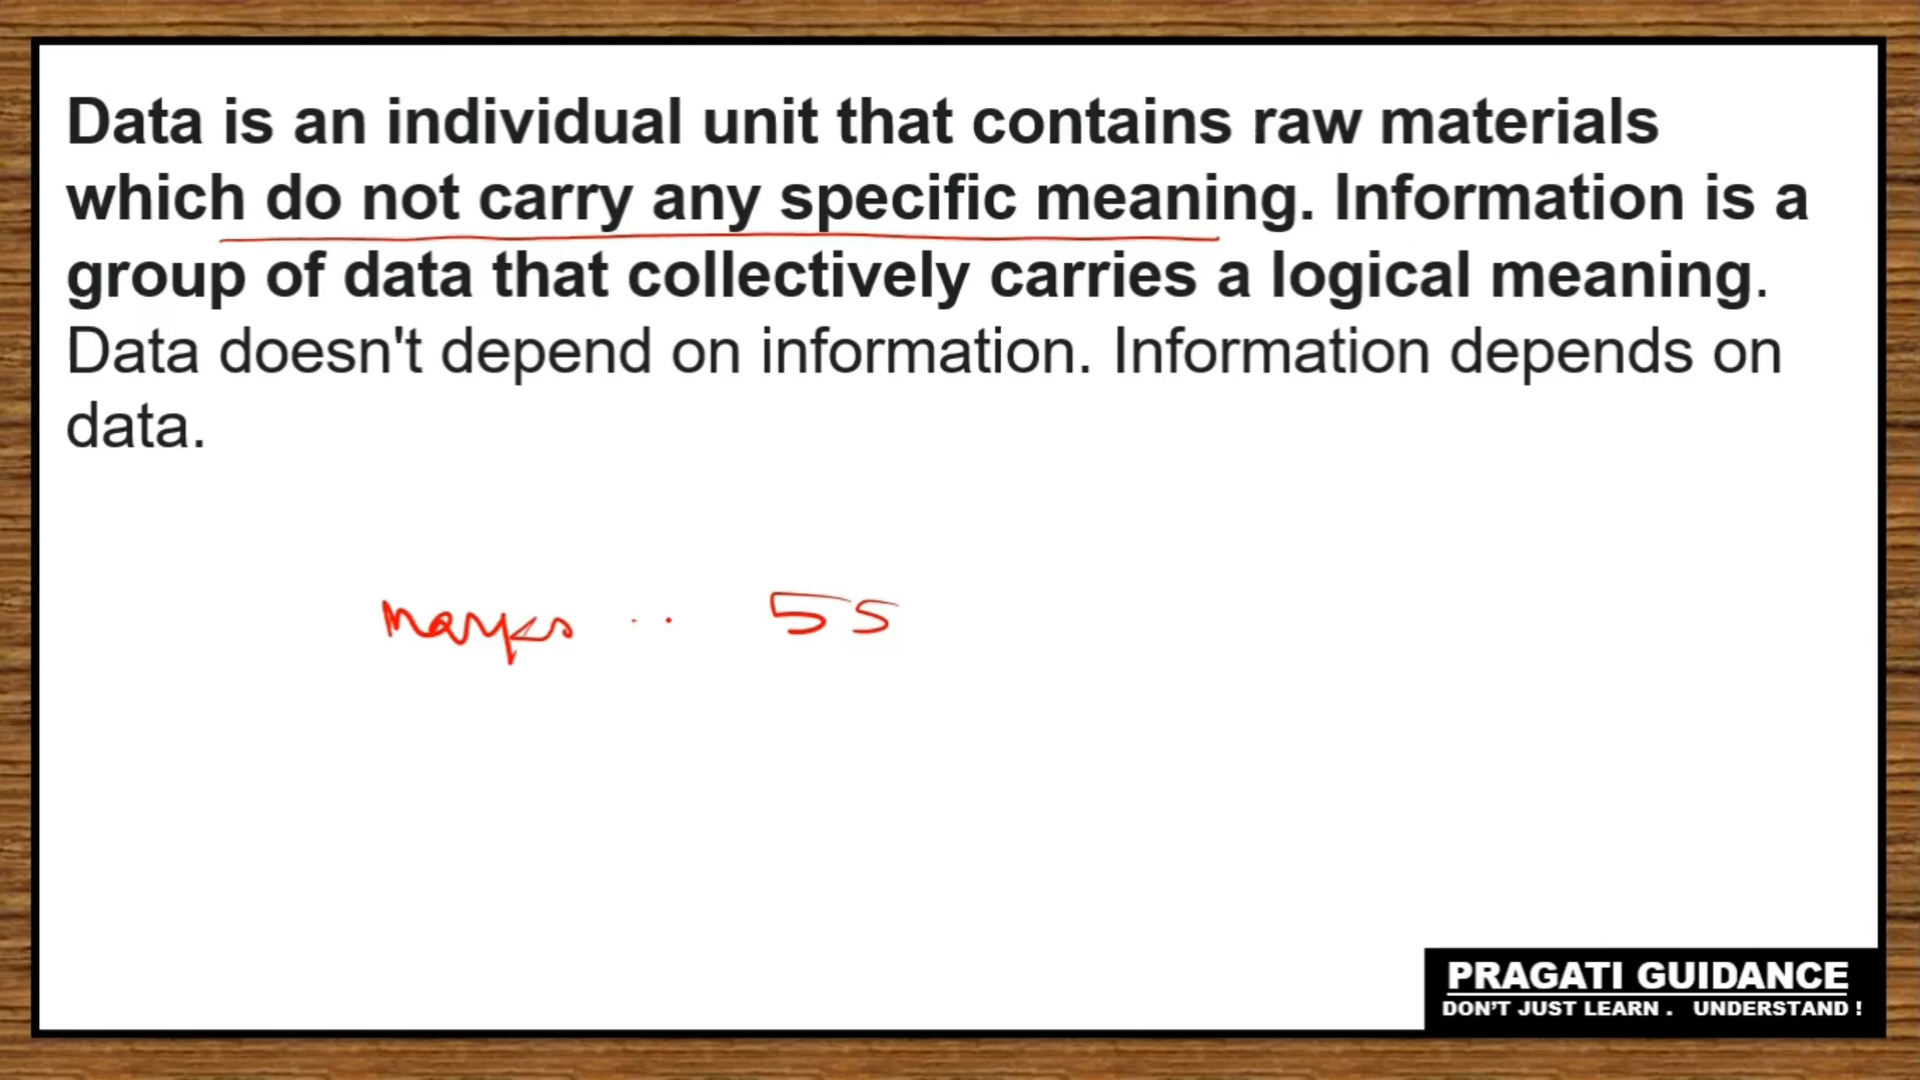 Data is an individual unit that contains raw materials
which do not carry any specific meaning. Information is a
group of data that collectively carries a logical meaning.
Data doesn't depend on information. Information depends on
data.
Marks .. 55
PRAGATI GUIDANCE
DON'T JUST LEARN . UNDERSTAND !